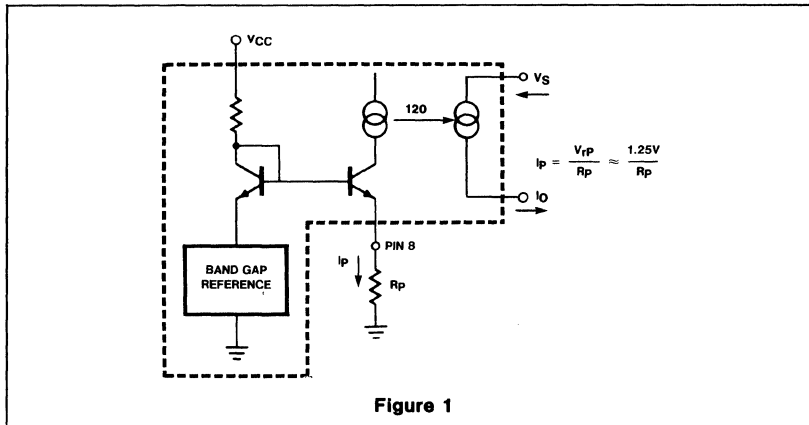 VCC
VS
120
IP = VrP / RP ≈ 1.25V / RP
IO
PIN 8
IP
RP
BAND GAP
REFERENCE
Figure 1